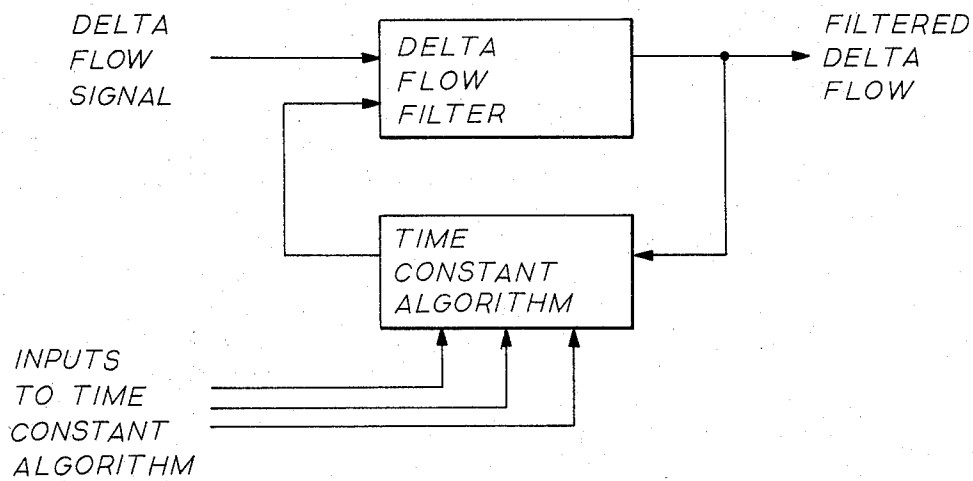 DELTA
FLOW
SIGNAL
DELTA
FLOW
FILTER
FILTERED
DELTA
FLOW
TIME
CONSTANT
ALGORITHM
INPUTS
TO TIME
CONSTANT
ALGORITHM